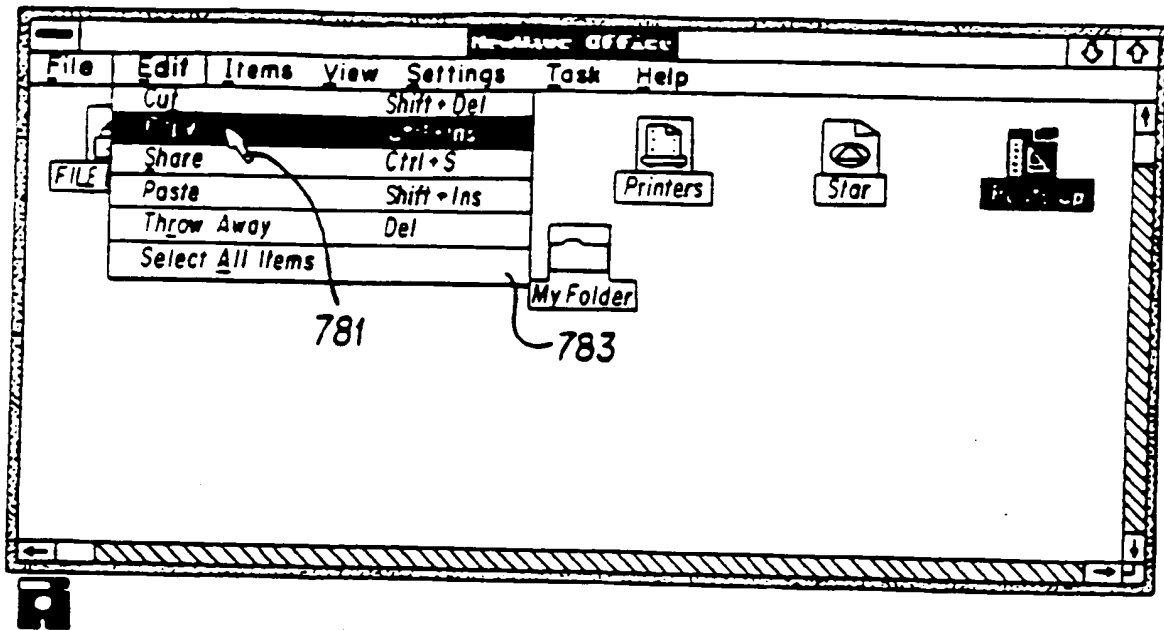 File Edit Items View Settings Task Help
Cut Shift + Del
Share Ctrl + S
Paste Shift + Ins
Throw Away Del
Select All Items
FILE
Printers
Star
My Folder
781
783